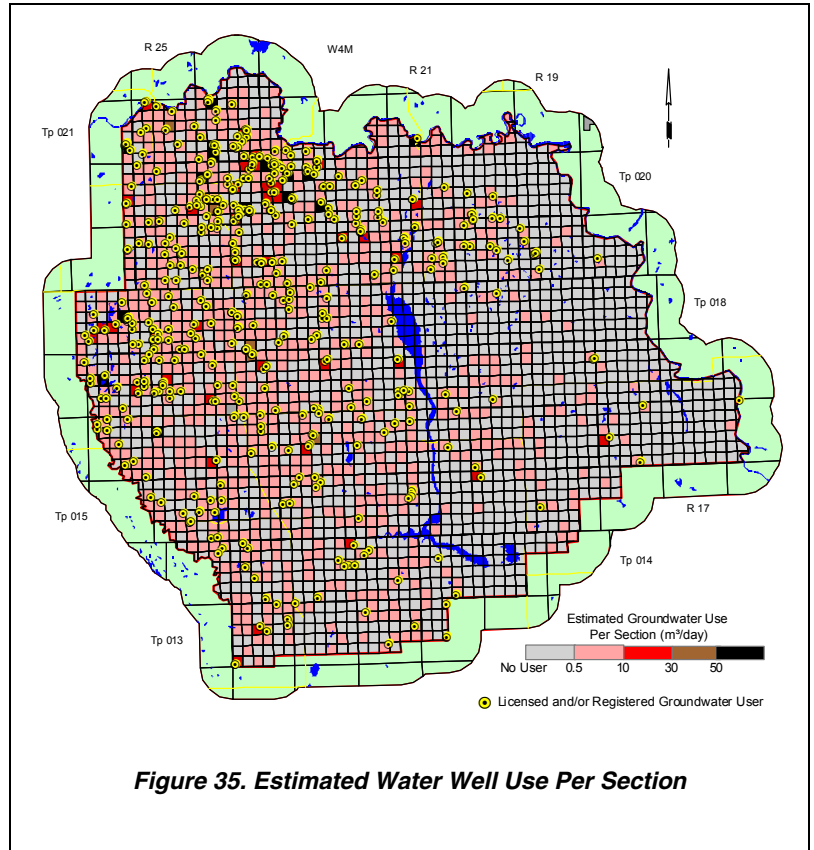 R 25
W4M
R 21
R 19
Tp 021
Tp 020
Tp 018
Tp 015
R 17
Tp 014
Tp 013
Estimated Groundwater Use
Per Section (m³/day)
No User 0.5 10 30 50
Licensed and/or Registered Groundwater User
Figure 35. Estimated Water Well Use Per Section